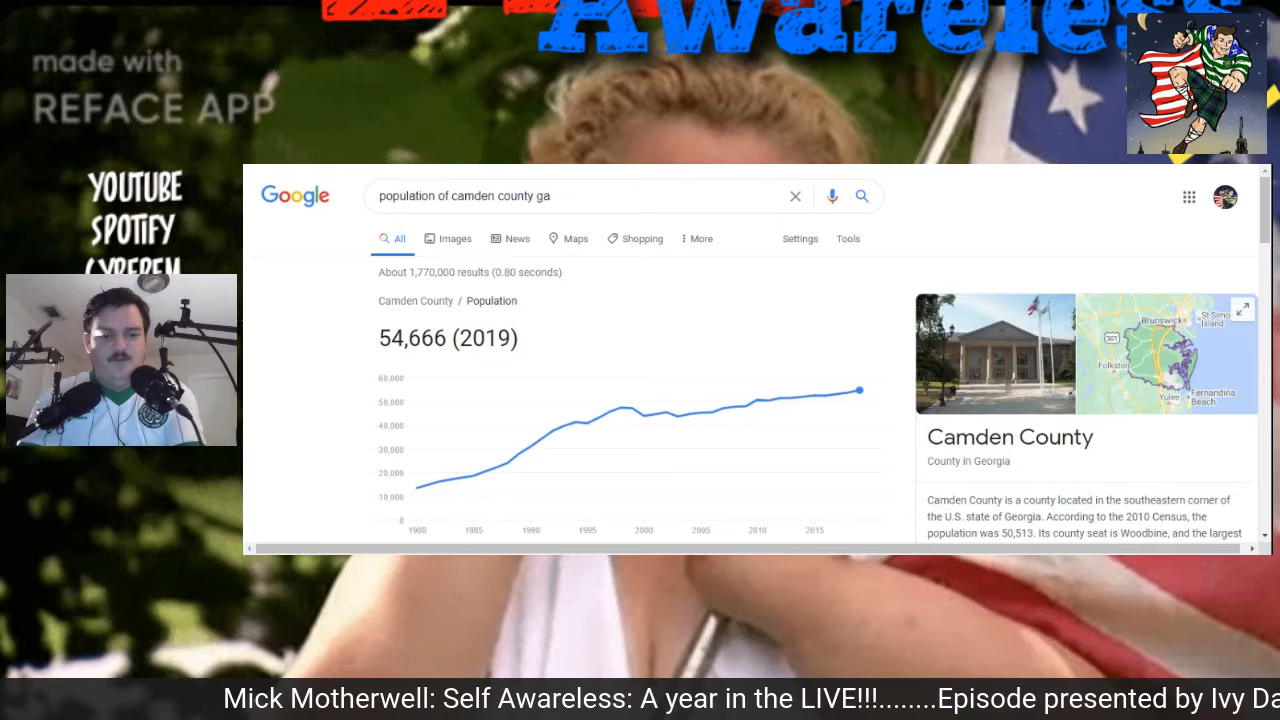 Awareless
made with
REFACE APP
YOUTUBE
SPOTIFY
Google
population of camden county ga
All
Images
News
Maps
Shopping
More
Settings
Tools
About 1,770,000 results (0.80 seconds)
Camden County / Population
54,666 (2019)
60,000
50,000
40,000
30,000
20,000
10,000
0
1980 1985 1990 1995 2000 2005 2010 2015
Brunswick
St Simo
Island
301
Folkston
Fernandina
Yulee
Beach
Camden County
County in Georgia
Camden County is a county located in the southeastern corner of
the U.S. state of Georgia. According to the 2010 Census, the
population was 50,513. Its county seat is Woodbine, and the largest
Mick Motherwell: Self Awareless: A year in the LIVE!!!........Episode presented by Ivy Da